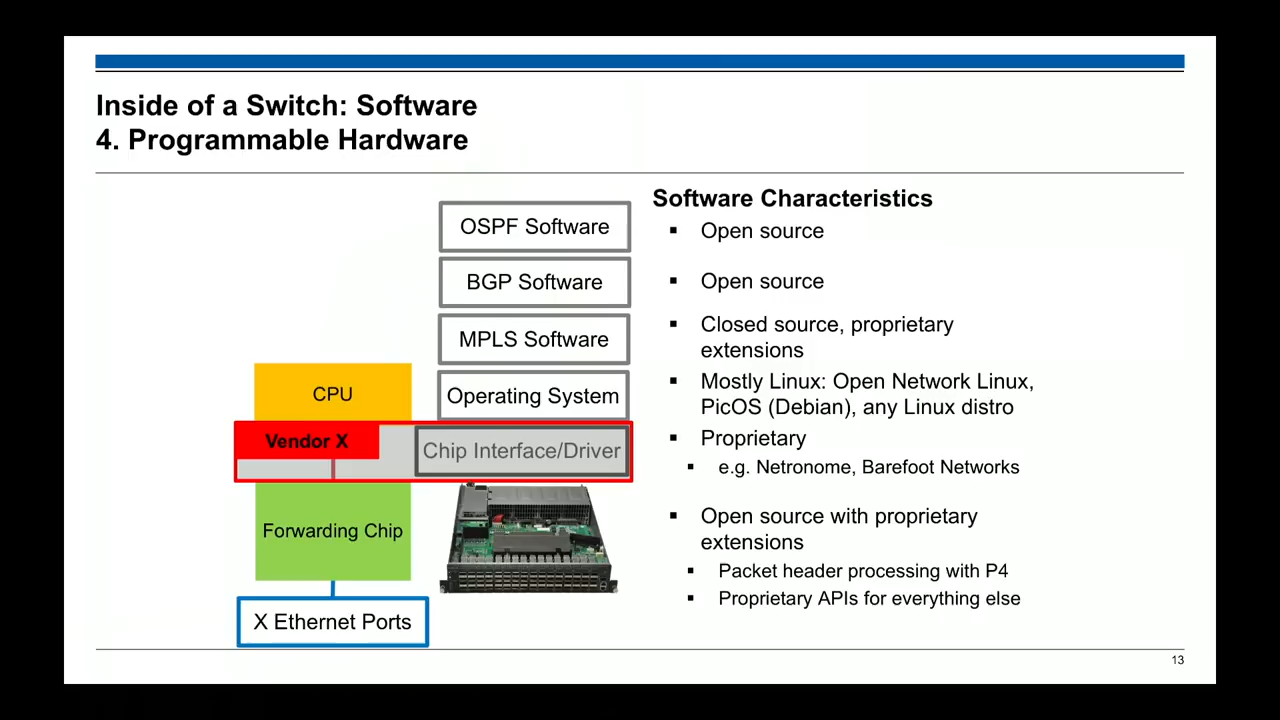 Inside of a Switch: Software
4. Programmable Hardware
OSPF Software
BGP Software
MPLS Software
CPU
Operating System
Vendor X
Chip Interface/Driver
Forwarding Chip
X Ethernet Ports
Software Characteristics
▪ Open source
▪ Open source
▪ Closed source, proprietary
extensions
▪ Mostly Linux: Open Network Linux,
PicOS (Debian), any Linux distro
▪ Proprietary
▪ e.g. Netronome, Barefoot Networks
▪ Open source with proprietary
extensions
▪ Packet header processing with P4
▪ Proprietary APIs for everything else
13